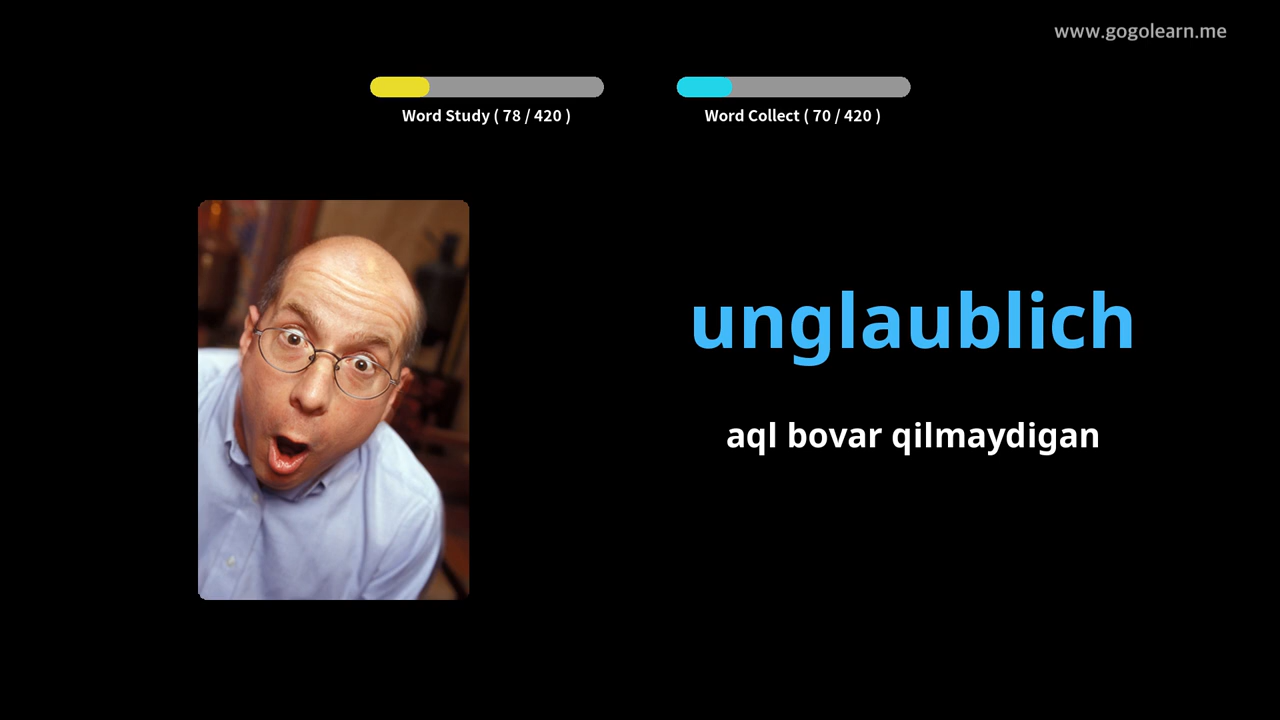 www.gogolearn.me
Word Study ( 78 / 420 )
Word Collect ( 70 / 420 )
unglaublich
aql bovar qilmaydigan